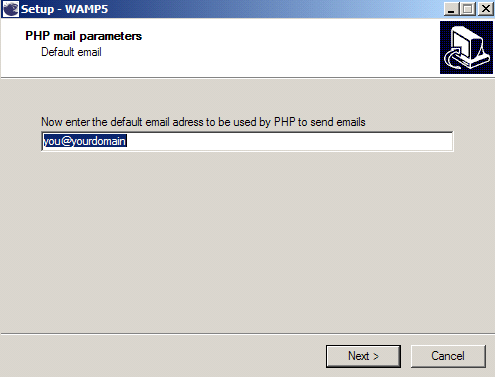 Setup - WAMP5
PHP mail parameters
Default email
Now enter the default email adress to be used by PHP to send emails
you@yourdomain
Next >
Cancel